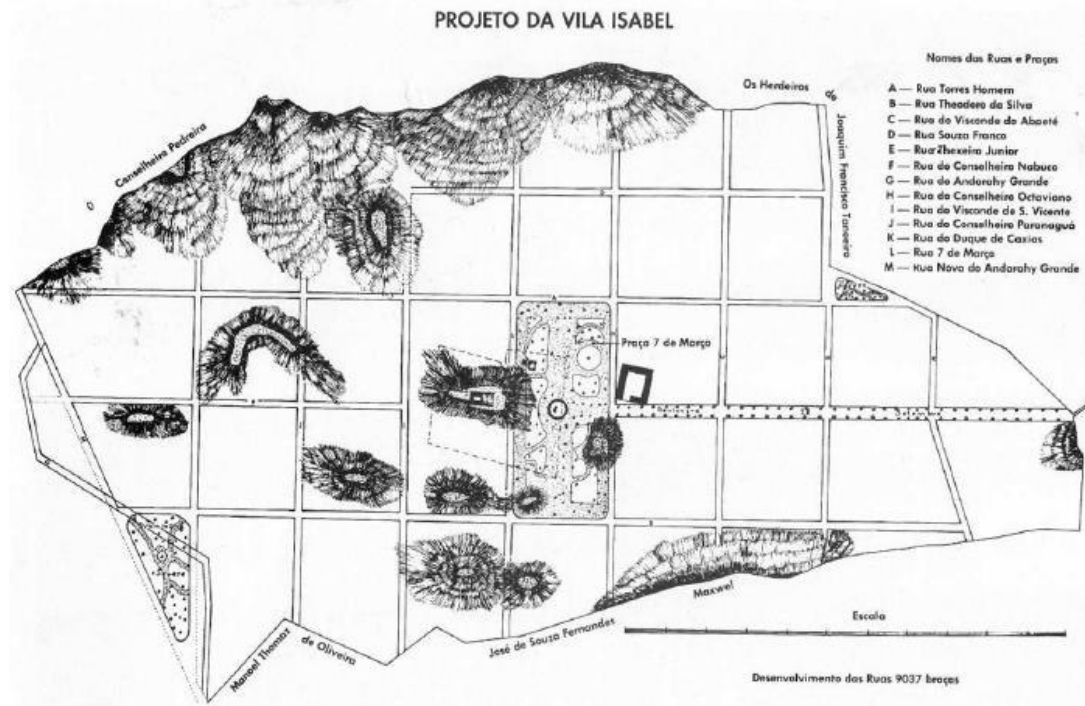 PROJETO DA VILA ISABEL
Nomes das Ruas e Praças
A — Rua Torres Homem
B — Rua Theodoro da Silva
C — Rua do Visconde de Abaeté
D — Rua Souza Franco
E — Rua Thexeira Junior
F — Rua do Conselheiro Nabuco
G — Rua do Andarahy Grande
H — Rua do Conselheiro Octaviano
I — Rua do Visconde de S. Vicente
J — Rua do Conselheiro Paranaguá
K — Rua do Duque de Caxias
L — Rua 7 de Março
M — Rua Nova do Andarahy Grande
Os Herdeiros de
Joaquim Francisco Tanoeiro
O Conselheiro Pedreira
Praça 7 de Março
Maxwel
José de Souza Fernandes
Manoel Thomaz de Oliveira
Escala
Desenvolvimento das Ruas 9037 braças